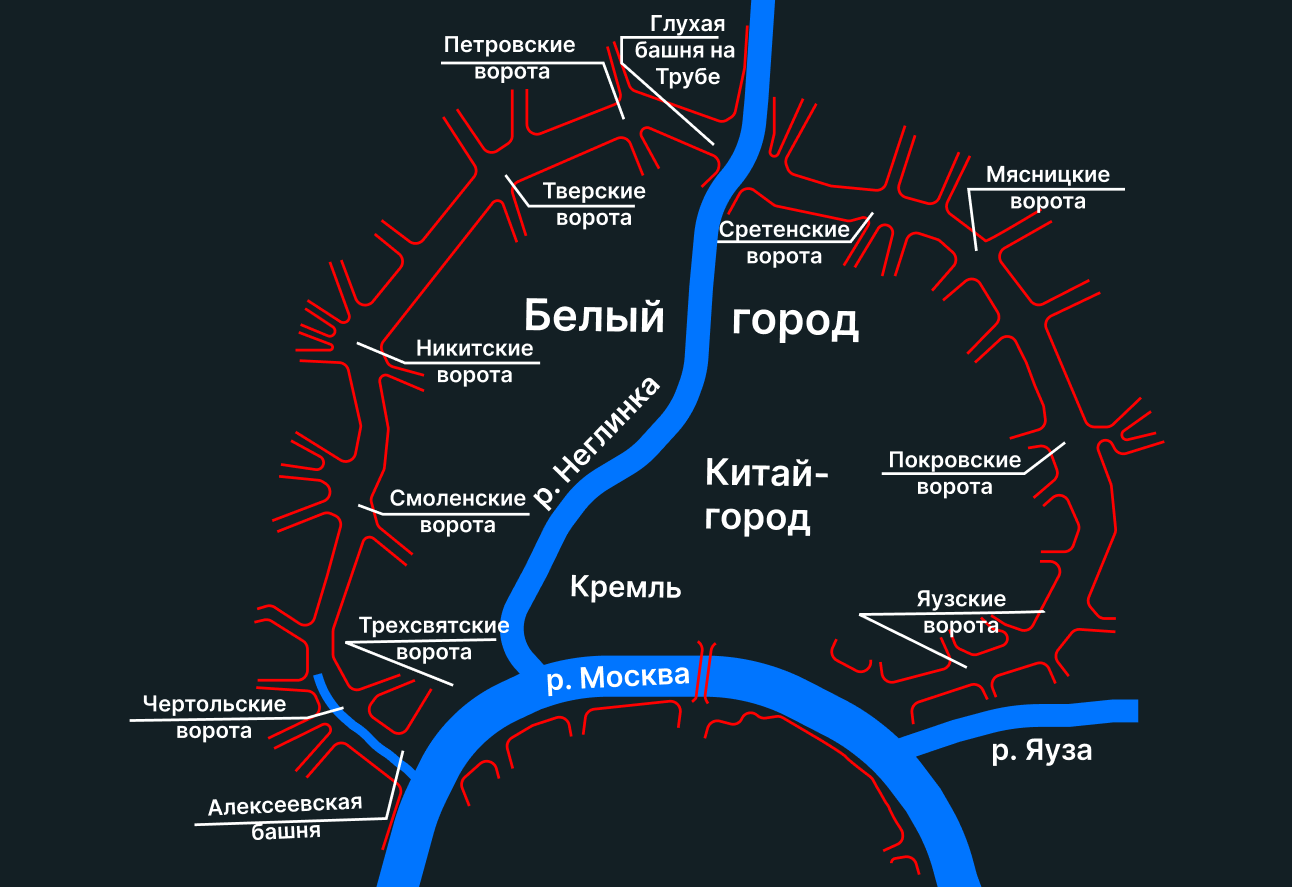 Глухая
башня на
Трубе
Петровские
ворота
Тверские
ворота
Мясницкие
ворота
Сретенские
ворота
Белый город
Никитские
ворота
р. Неглинка
Покровские
ворота
Китай-
город
Смоленские
ворота
Кремль
Яузские
ворота
Трехсвятские
ворота
р. Москва
Чертольские
ворота
р. Яуза
Алексеевская
башня